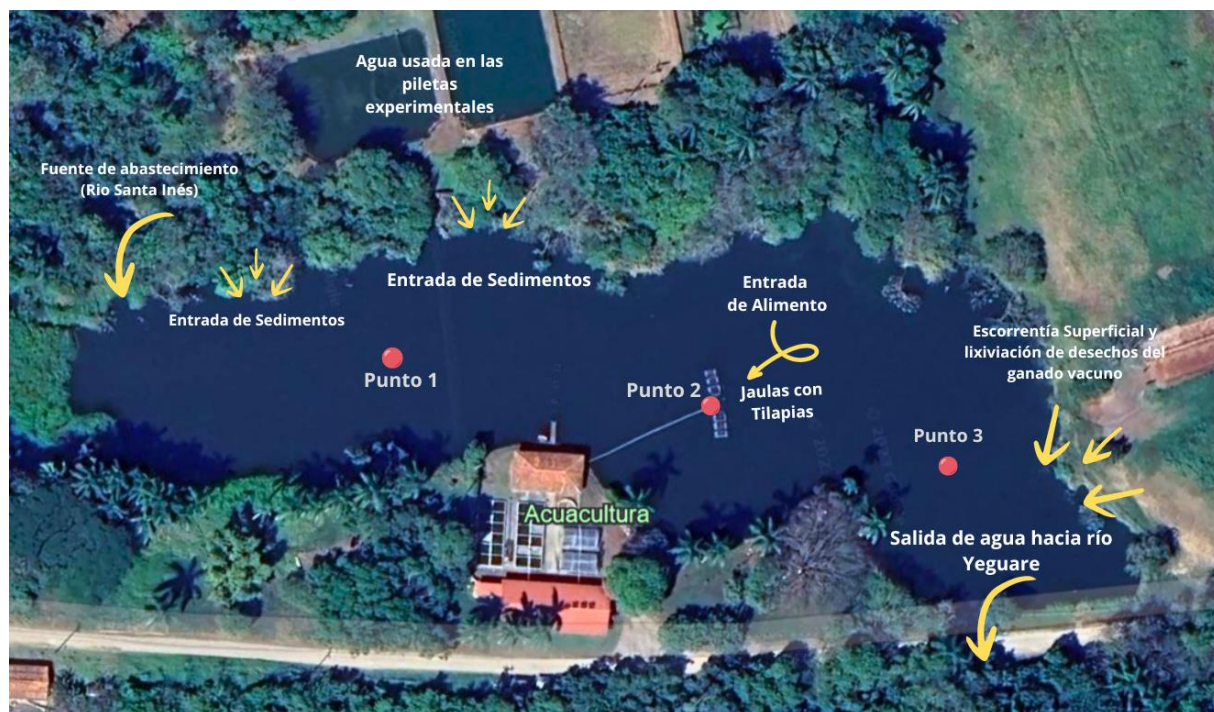 Agua usada en las
piletas
experimentales
Fuente de abastecimiento
(Rio Santa Inés)
Entrada de Sedimentos
Entrada de Sedimentos
Entrada
de Alimento
Escorrentía Superficial y
lixiviación de desechos del
ganado vacuno
Punto 1
Punto 2
Jaulas con
Tilapias
Punto 3
Acuacultura
Salida de agua hacia río
Yeguare